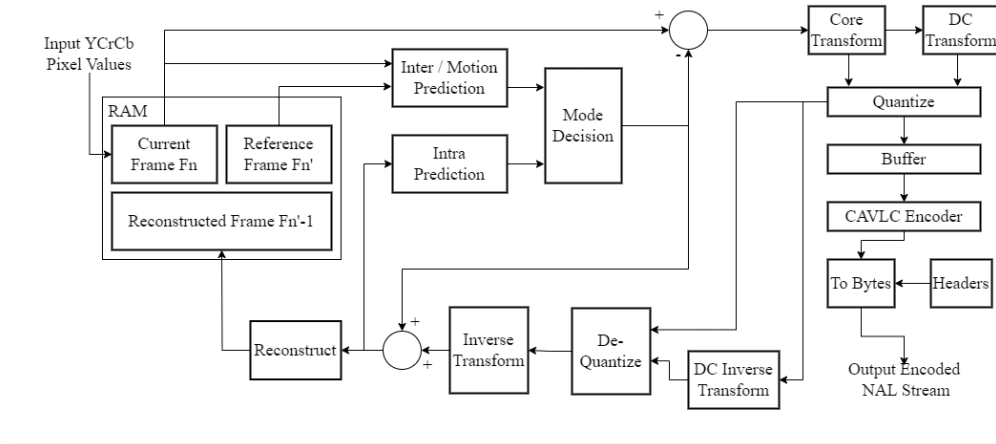 Input YCrCb
Pixel Values
RAM
Current
Frame Fn
Reference
Frame Fn'
Reconstructed Frame Fn'-1
Inter / Motion
Prediction
Intra
Prediction
Mode
Decision
+
-
Core
Transform
DC
Transform
Quantize
Buffer
CAVLC Encoder
To Bytes
Headers
Output Encoded
NAL Stream
Reconstruct
+
+
Inverse
Transform
De-
Quantize
DC Inverse
Transform